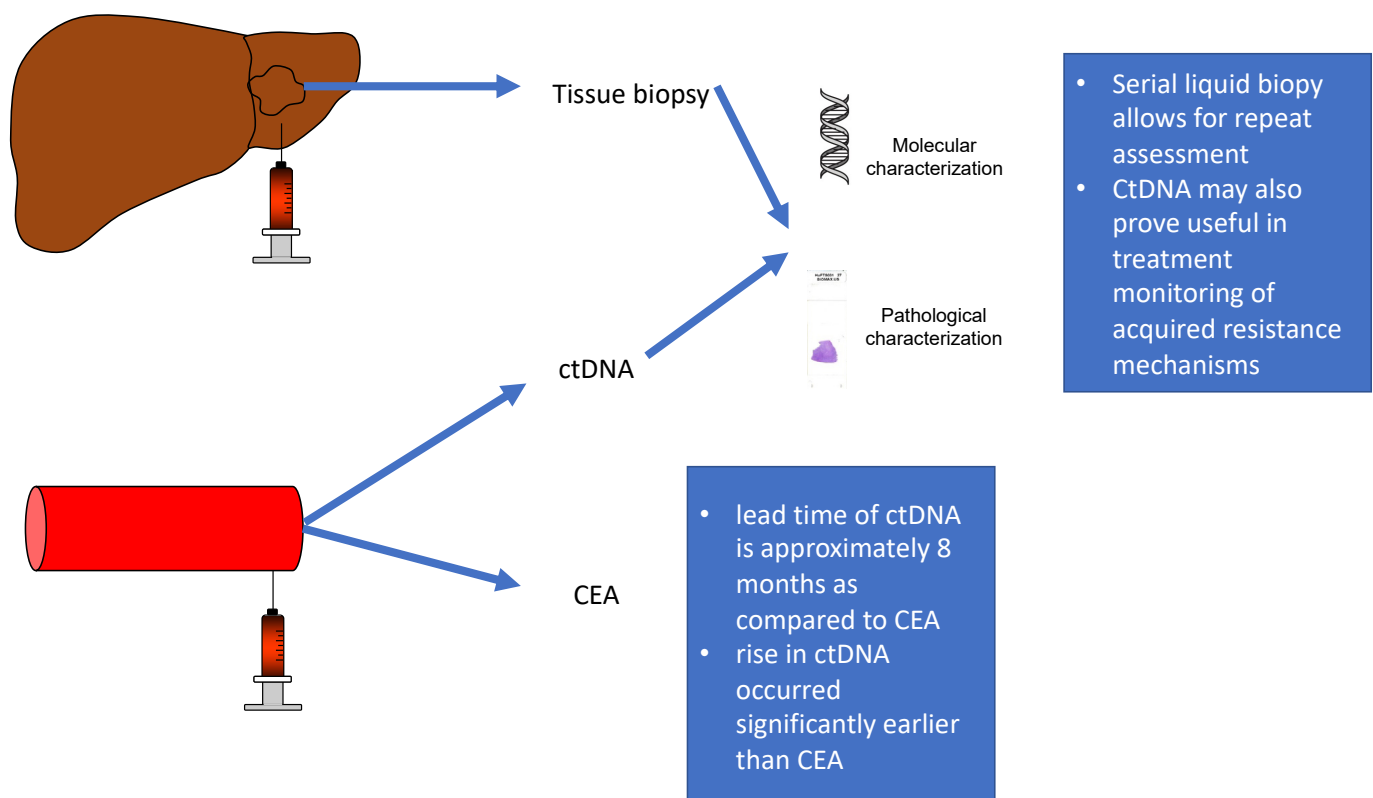 Tissue biopsy
Molecular
characterization
• Serial liquid biopy
allows for repeat
assessment
• CtDNA may also
prove useful in
treatment
monitoring of
acquired resistance
mechanisms
Pathological
characterization
ctDNA
CEA
• lead time of ctDNA
is approximately 8
months as
compared to CEA
• rise in ctDNA
occurred
significantly earlier
than CEA